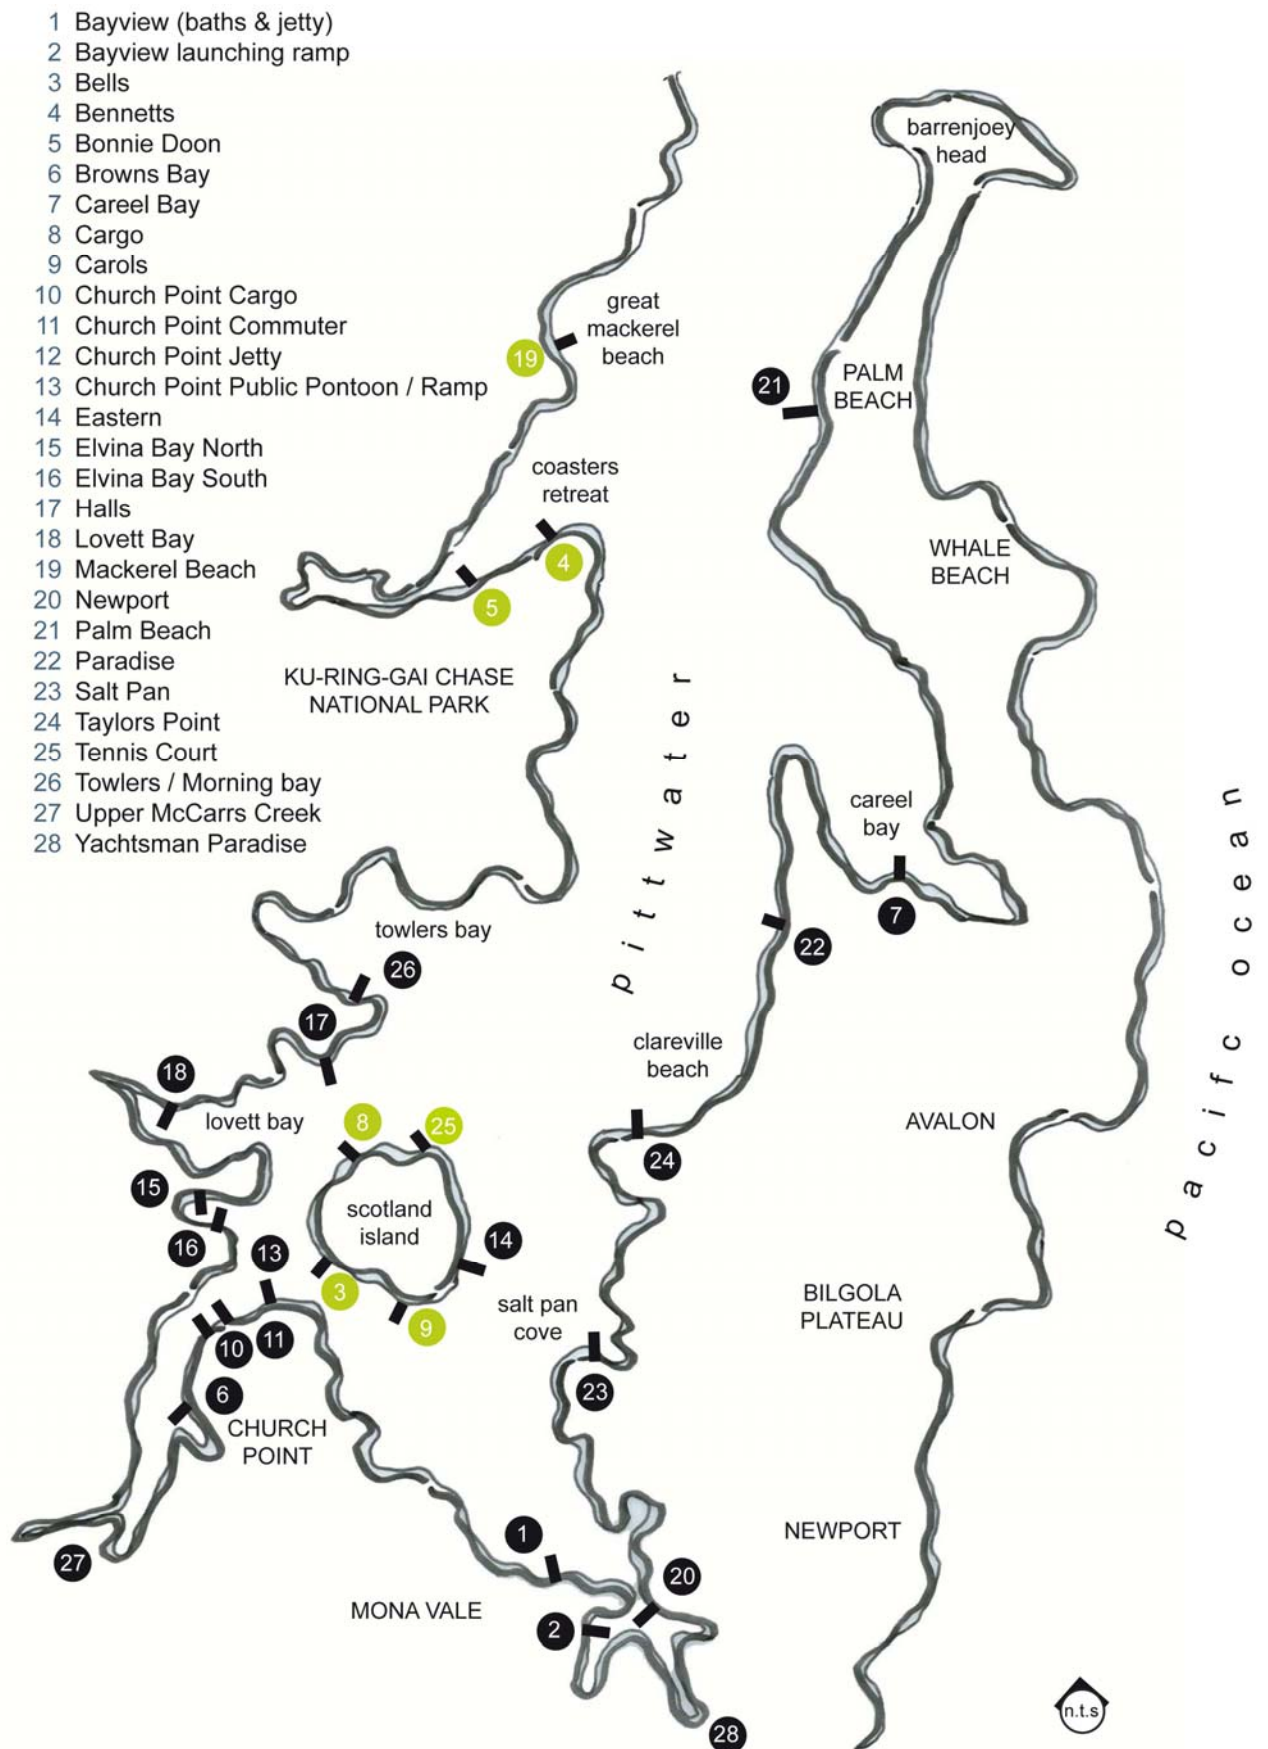 1 Bayview (baths & jetty)
2 Bayview launching ramp
3 Bells
4 Bennetts
5 Bonnie Doon
6 Browns Bay
7 Careel Bay
8 Cargo
9 Carols
10 Church Point Cargo
11 Church Point Commuter
12 Church Point Jetty
13 Church Point Public Pontoon / Ramp
14 Eastern
15 Elvina Bay North
16 Elvina Bay South
17 Halls
18 Lovett Bay
19 Mackerel Beach
20 Newport
21 Palm Beach
22 Paradise
23 Salt Pan
24 Taylors Point
25 Tennis Court
26 Towlers / Morning bay
27 Upper McCarrs Creek
28 Yachtsman Paradise
barrenjoey
head
great
mackerel
beach
19
21
PALM
BEACH
coasters
retreat
4
5
WHALE
BEACH
KU-RING-GAI CHASE
NATIONAL PARK
pittwater
careel
bay
7
22
pacifc ocean
towlers bay
26
17
clareville
beach
18
lovett bay
8
25
24
AVALON
15
16
scotland
island
14
13
3
9
salt pan
cove
BILGOLA
PLATEAU
10
11
6
23
CHURCH
POINT
27
1
NEWPORT
20
MONA VALE
2
28
n.t.s